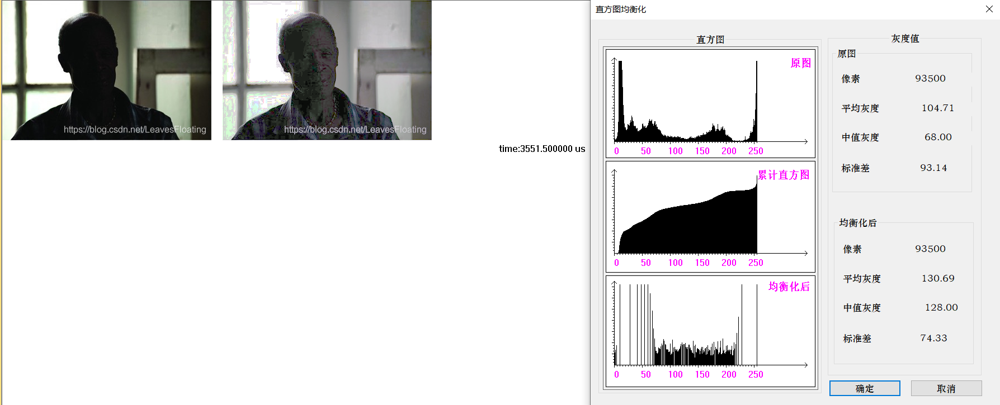 https://blog.csdn.net/LeavesFloating
https://blog.csdn.net/LeavesFloating
time:3551.500000 us
直方图均衡化
直方图
原图
0 50 100 150 200 250
累计直方图
0 50 100 150 200 250
均衡化后
0 50 100 150 200 250
灰度值
原图
像素 93500
平均灰度 104.71
中值灰度 68.00
标准差 93.14
均衡化后
像素 93500
平均灰度 130.69
中值灰度 128.00
标准差 74.33
确定 取消